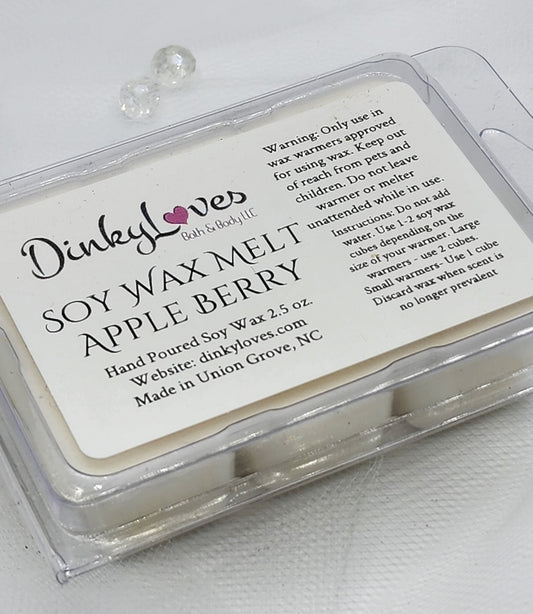 DinkyLoves
Bath & Body LLC
SOY WAX MELT
APPLE BERRY
Hand Poured Soy Wax 2.5 oz.
Website: dinkyloves.com
Made in Union Grove, NC
Warning: Only use in
wax warmers approved
for using wax. Keep out
of reach from pets and
children. Do not leave
warmer or melter
unattended while in use.
Instructions: Do not add
water. Use 1-2 soy wax
cubes depending on the
size of your warmer. Large
warmers - use 2 cubes.
Small warmers- Use 1 cube
Discard wax when scent is
no longer prevalent